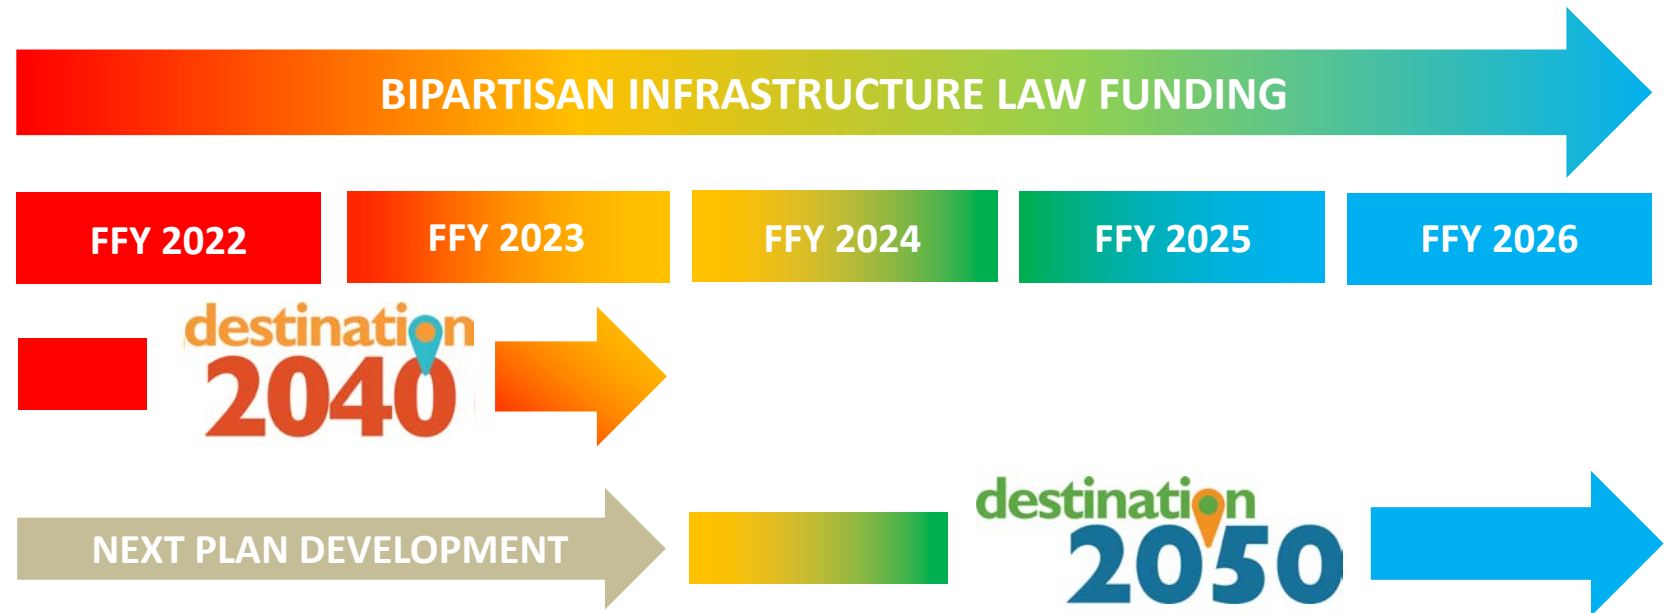 BIPARTISAN INFRASTRUCTURE LAW FUNDING
FFY 2022
FFY 2023
FFY 2024
FFY 2025
FFY 2026
destination
2040
NEXT PLAN DEVELOPMENT
destination
2050